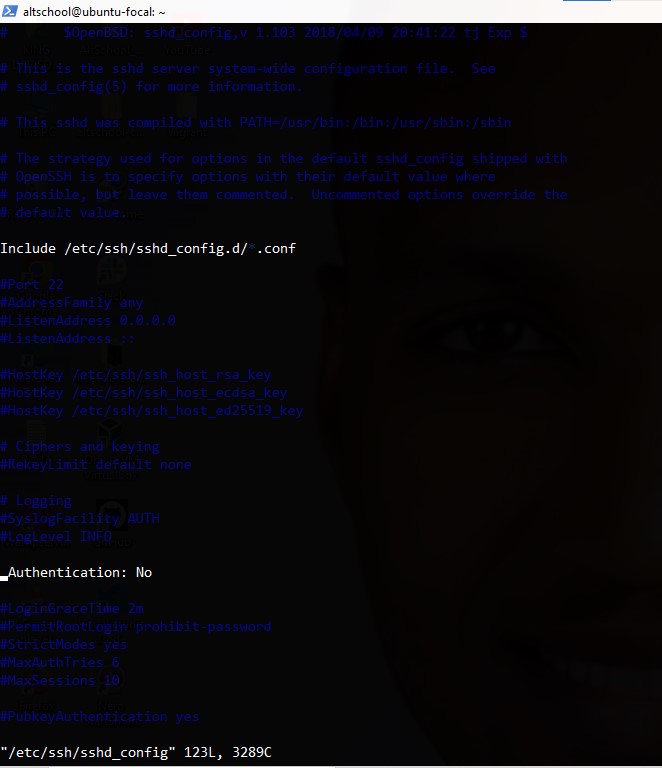 altschool@ubuntu-focal: ~
#       $OpenBSD: sshd_config,v 1.103 2018/04/09 20:41:22 tj Exp $
# This is the sshd server system-wide configuration file.  See
# sshd_config(5) for more information.
# This sshd was compiled with PATH=/usr/bin:/bin:/usr/sbin:/sbin
# The strategy used for options in the default sshd_config shipped with
# OpenSSH is to specify options with their default value where
# possible, but leave them commented.  Uncommented options override the
# default value.
Include /etc/ssh/sshd_config.d/*.conf
#Port 22
#AddressFamily any
#ListenAddress 0.0.0.0
#ListenAddress ::
#HostKey /etc/ssh/ssh_host_rsa_key
#HostKey /etc/ssh/ssh_host_ecdsa_key
#HostKey /etc/ssh/ssh_host_ed25519_key
# Ciphers and keying
#RekeyLimit default none
# Logging
#SyslogFacility AUTH
#LogLevel INFO
Authentication: No
#LoginGraceTime 2m
#PermitRootLogin prohibit-password
#StrictModes yes
#MaxAuthTries 6
#MaxSessions 10
#PubkeyAuthentication yes
"/etc/ssh/sshd_config" 123L, 3289C